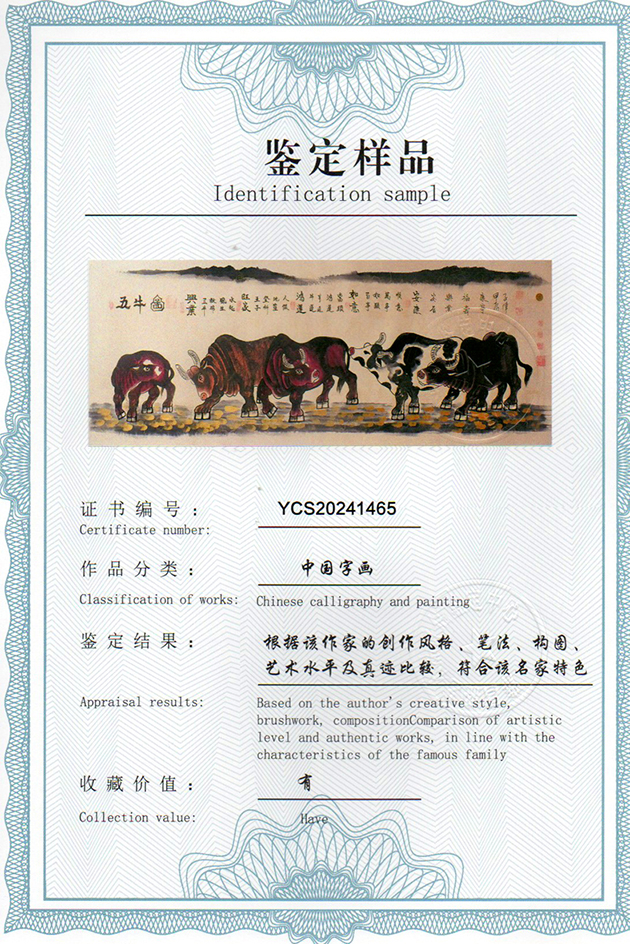 鉴定样品
Identification sample
五牛图
证书编号：
YCS20241465
Certificate number:
作品分类：
中国字画
Classification of works:
Chinese calligraphy and painting
鉴定结果：
根据该作家的创作风格、笔法、构图、
艺术水平及真迹比较，符合该名家特色
Appraisal results:
Based on the author's creative style,
brushwork, compositionComparison of artistic
level and authentic works, in line with the
characteristics of the famous family
收藏价值：
有
Collection value:
Have